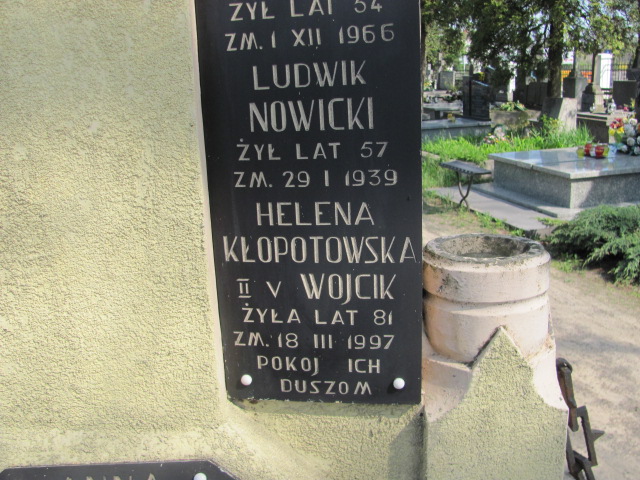 ŻYŁ LAT 54
ZM. 1 XII 1966
LUDWIK
NOWICKI
ŻYŁ LAT 57
ZM. 29 I 1939
HELENA
KŁOPOTOWSKA
II V WOJCIK
ŻYŁA LAT 81
ZM. 18 III 1997
POKOJ ICH
DUSZOM